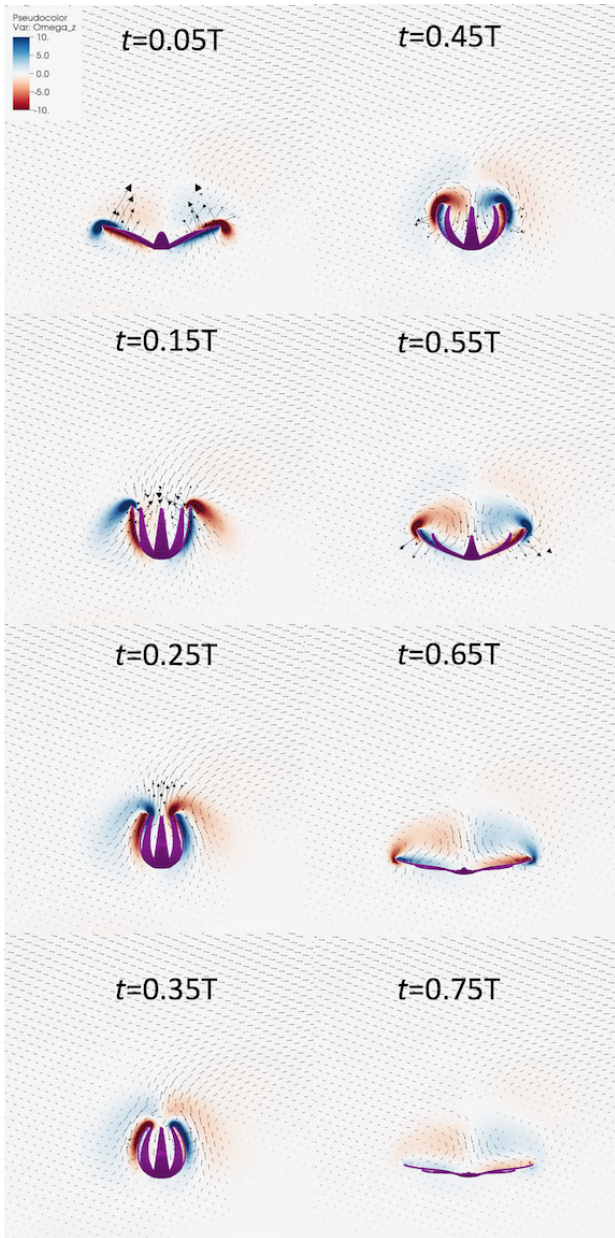 Pseudocolor
Var: Omega_z
10.
5.0
0.0
-5.0
-10.
t=0.05T
t=0.45T
t=0.15T
t=0.55T
t=0.25T
t=0.65T
t=0.35T
t=0.75T